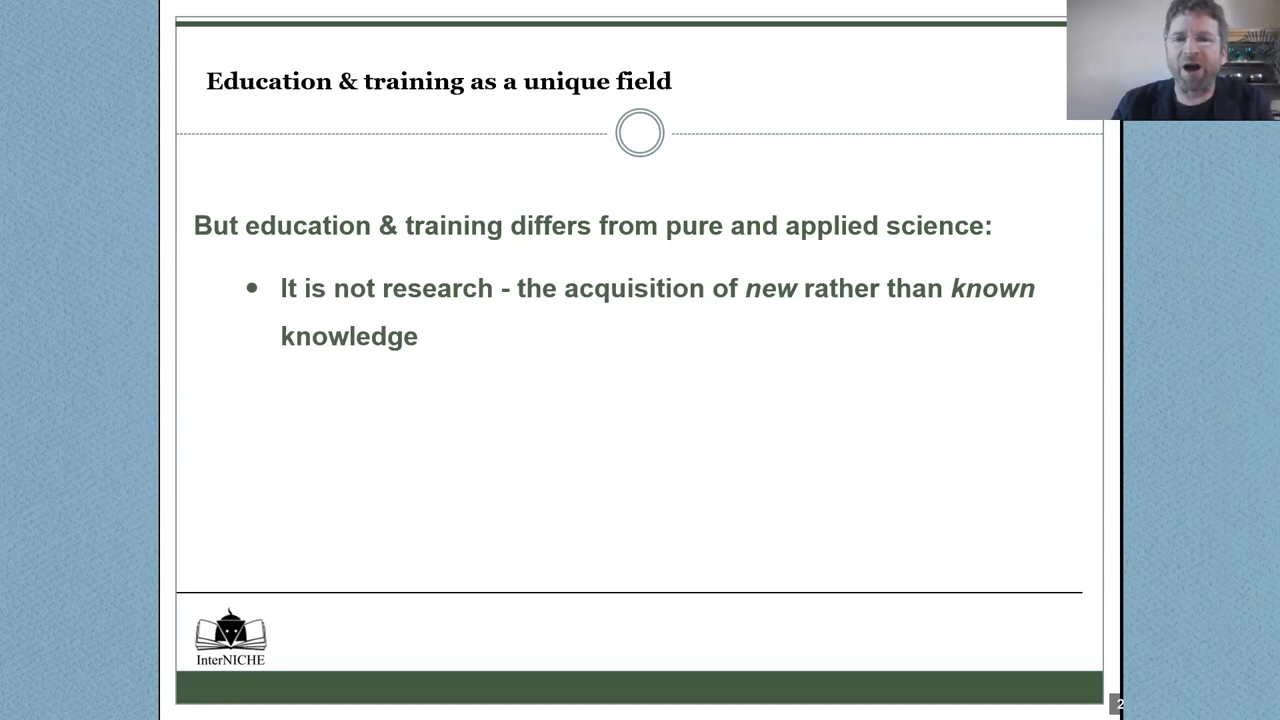 Education & training as a unique field
But education & training differs from pure and applied science:
• It is not research - the acquisition of new rather than known
knowledge
InterNICHE
2